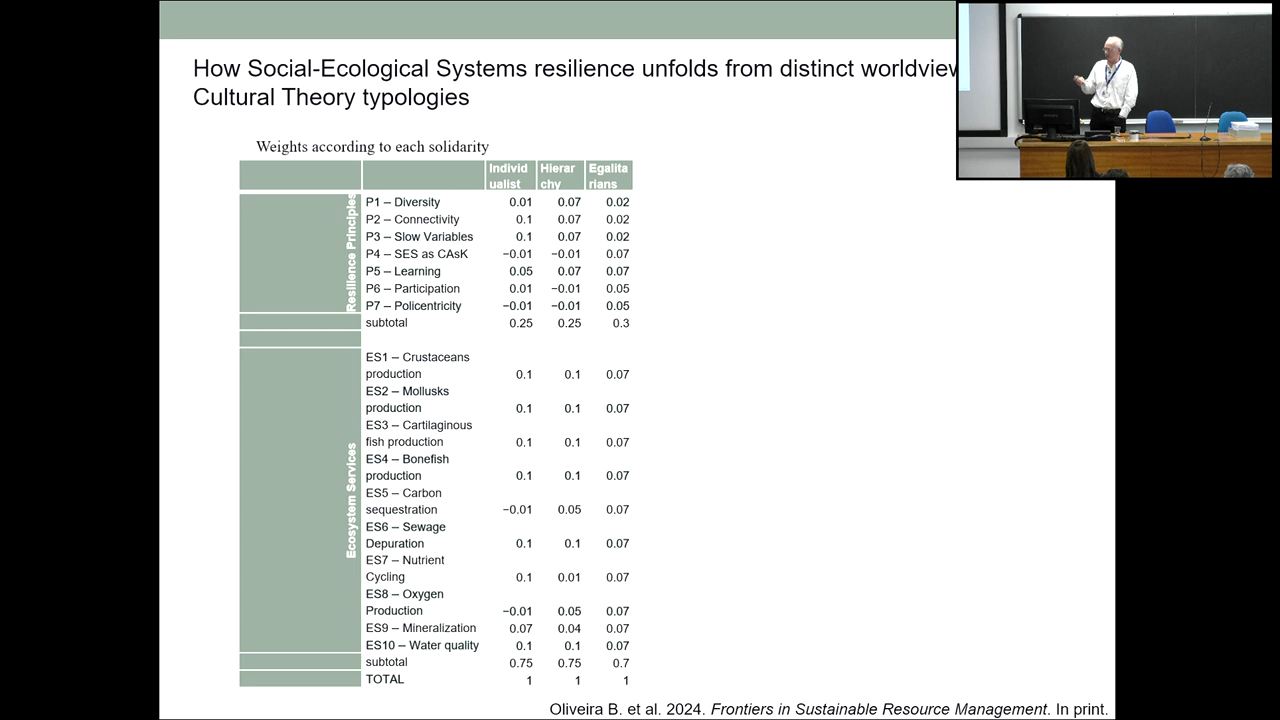 How Social-Ecological Systems resilience unfolds from distinct
Cultural Theory typologies
Weights according to each solidarity
Individ
ualist
Hierar
chy
Egalita
rians
Resilience Principles
P1 – Diversity 0.01 0.07 0.02
P2 – Connectivity 0.1 0.07 0.02
P3 – Slow Variables 0.1 0.07 0.02
P4 – SES as CAsK −0.01 −0.01 0.07
P5 – Learning 0.05 0.07 0.07
P6 – Participation 0.01 −0.01 0.05
P7 – Policentricity −0.01 −0.01 0.05
subtotal 0.25 0.25 0.3
Ecosystem Services
ES1 – Crustaceans
production 0.1 0.1 0.07
ES2 – Mollusks
production 0.1 0.1 0.07
ES3 – Cartilaginous
fish production 0.1 0.1 0.07
ES4 – Bonefish
production 0.1 0.1 0.07
ES5 – Carbon
sequestration −0.01 0.05 0.07
ES6 – Sewage
Depuration 0.1 0.1 0.07
ES7 – Nutrient
Cycling 0.1 0.01 0.07
ES8 – Oxygen
Production −0.01 0.05 0.07
ES9 – Mineralization 0.07 0.04 0.07
ES10 – Water quality 0.1 0.1 0.07
subtotal 0.75 0.75 0.7
TOTAL 1 1 1
Oliveira B. et al. 2024. Frontiers in Sustainable Resource Management. In print.